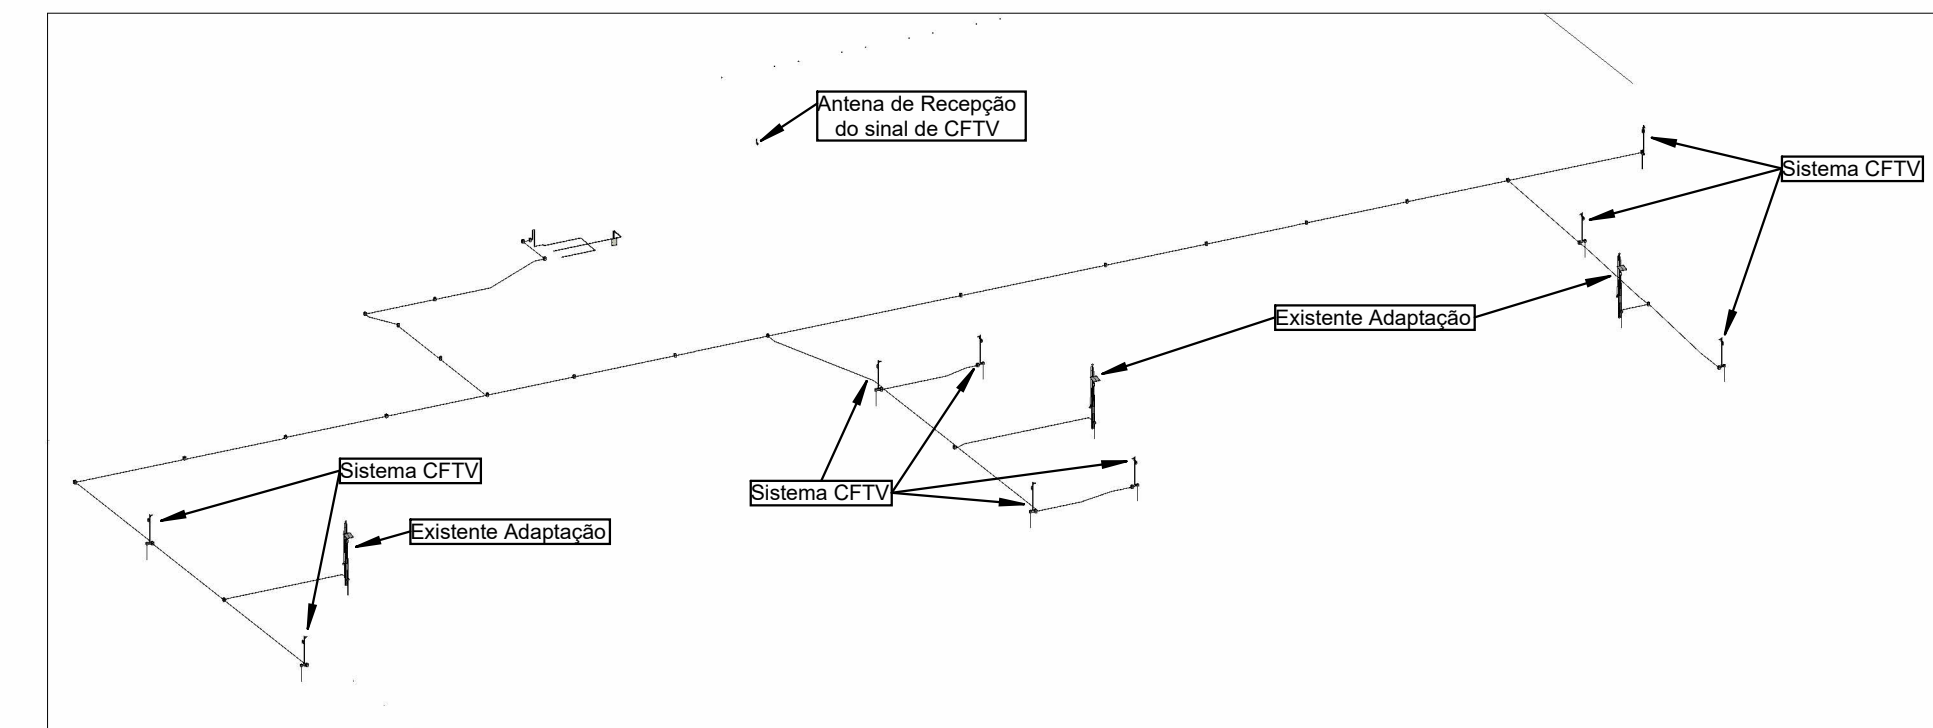 Antena de Recepção
do sinal de CFTV
Sistema CFTV
Existente Adaptação
Sistema CFTV
Sistema CFTV
Existente Adaptação